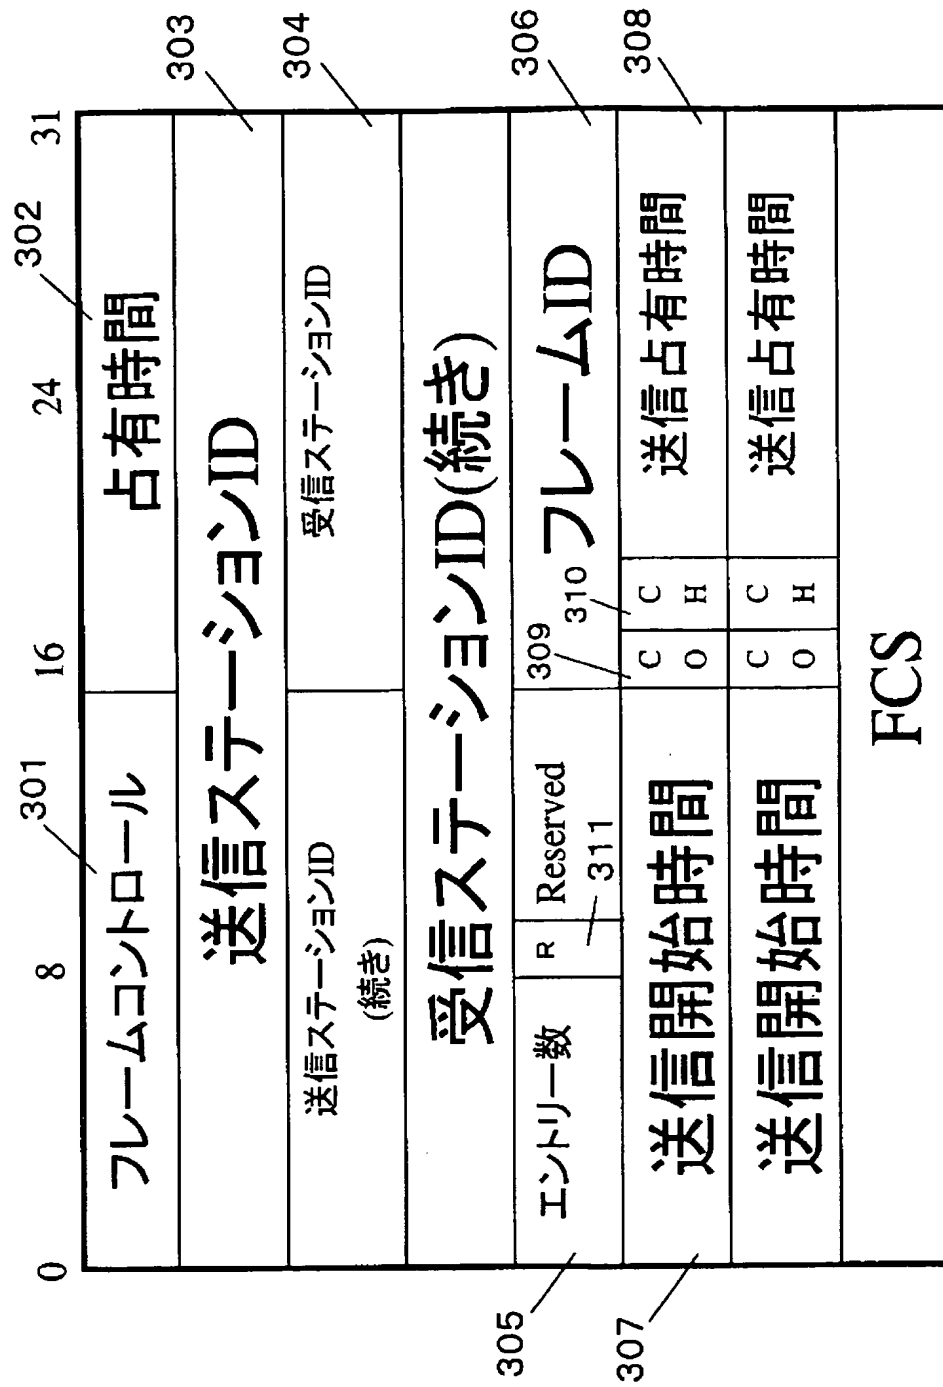 0 8 16 24 31
301
302
フレームコントロール
占有時間
303
送信ステーションID
304
送信ステーションID
(続き)
受信ステーションID
受信ステーションID(続き)
305
エントリー数
R
311
Reserved
309
310
フレームID
306
307
送信開始時間
C
O
C
H
送信占有時間
308
送信開始時間
C
O
C
H
送信占有時間
FCS